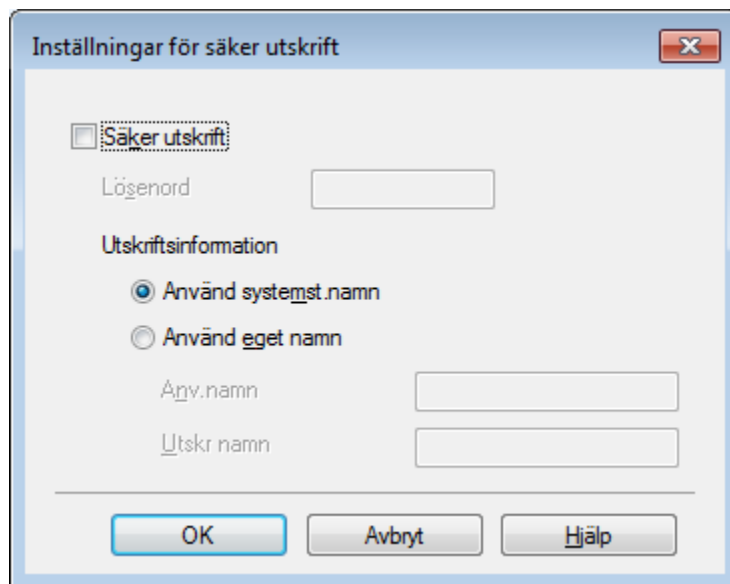 Inställningar för säker utskrift
Säker utskrift
Lösenord
Utskriftsinformation
Använd systemst.namn
Använd eget namn
Anv.namn
Utskr namn
OK Avbryt Hjälp